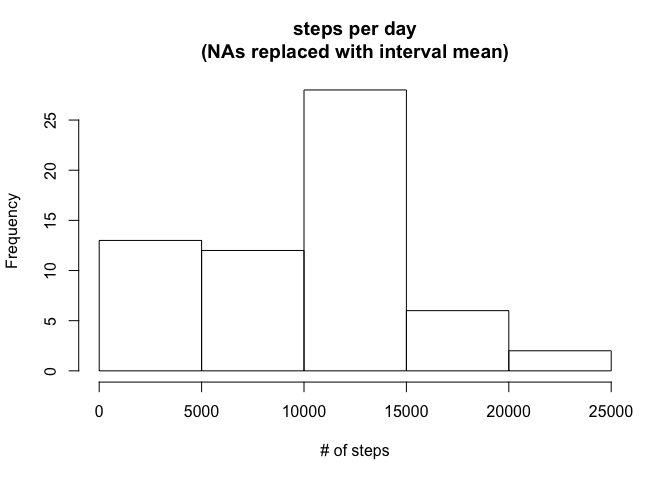 steps per day
(NAs replaced with interval mean)
Frequency
25
20
15
10
5
0
0 5000 10000 15000 20000 25000
# of steps